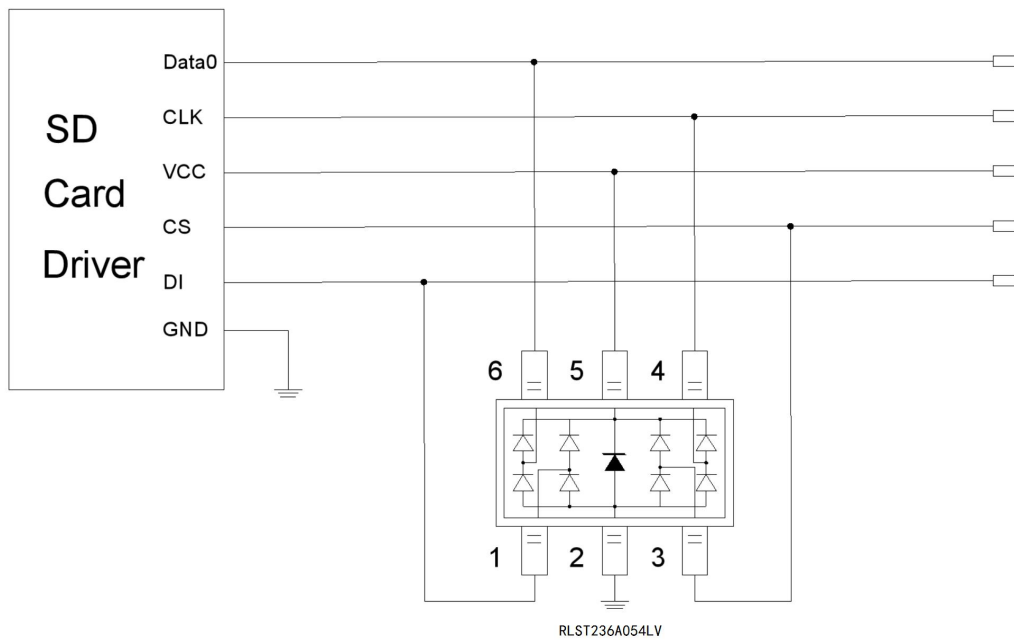 Data0
CLK
SD
VCC
Card
CS
Driver
DI
GND
6 5 4
1 2 3
RLST236A054LV